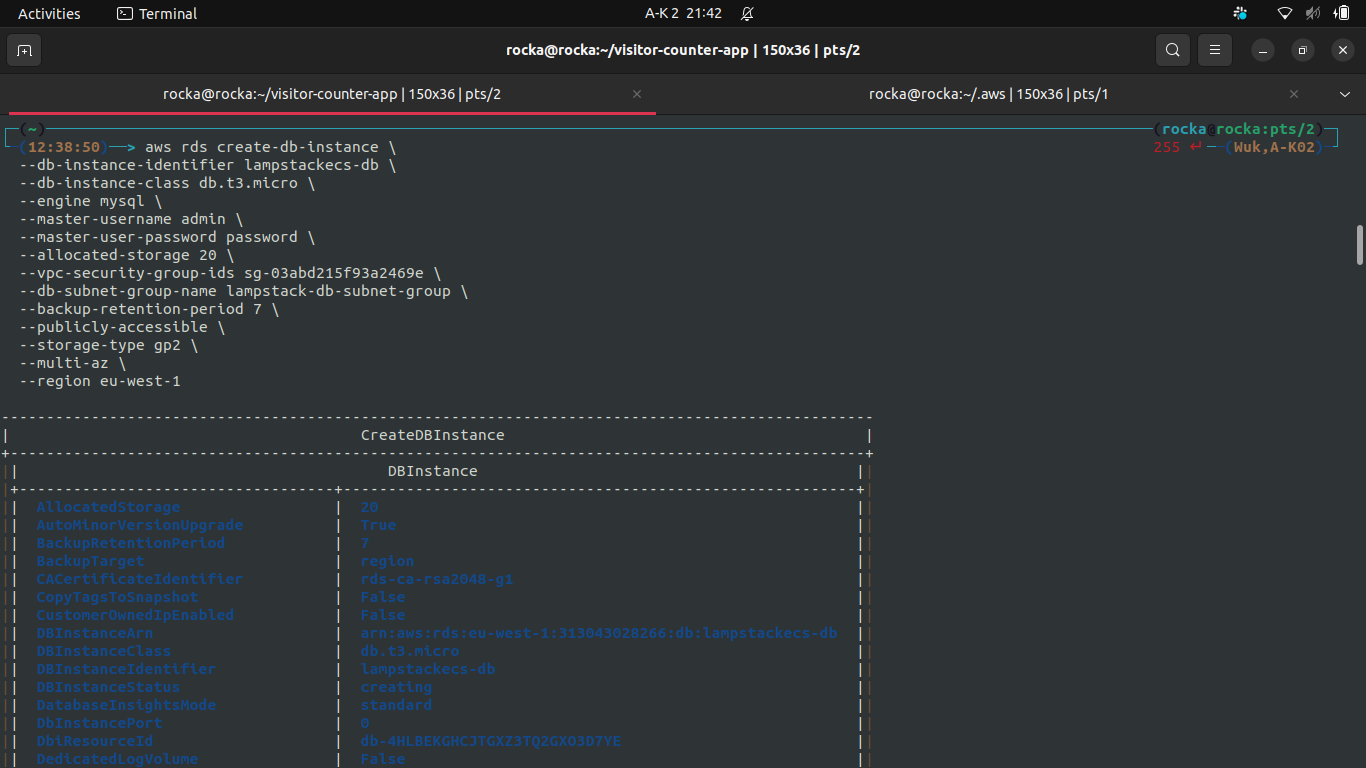 Activities Terminal A-K 2 21:42
rocka@rocka:~/visitor-counter-app | 150x36 | pts/2
rocka@rocka:~/visitor-counter-app | 150x36 | pts/2 × rocka@rocka:~/.aws | 150x36 | pts/1 ×
(~) (rocka@rocka:pts/2)
(12:38:50)──> aws rds create-db-instance \ 255 ↵ (Wuk,A-K02)
--db-instance-identifier lampstackecs-db \
--db-instance-class db.t3.micro \
--engine mysql \
--master-username admin \
--master-user-password password \
--allocated-storage 20 \
--vpc-security-group-ids sg-03abd215f93a2469e \
--db-subnet-group-name lampstack-db-subnet-group \
--backup-retention-period 7 \
--publicly-accessible \
--storage-type gp2 \
--multi-az \
--region eu-west-1
CreateDBInstance
DBInstance
AllocatedStorage | 20
AutoMinorVersionUpgrade | True
BackupRetentionPeriod | 7
BackupTarget | region
CACertificateIdentifier | rds-ca-rsa2048-g1
CopyTagsToSnapshot | False
CustomerOwnedIpEnabled | False
DBInstanceArn | arn:aws:rds:eu-west-1:313043028266:db:lampstackecs-db
DBInstanceClass | db.t3.micro
DBInstanceIdentifier | lampstackecs-db
DBInstanceStatus | creating
DatabaseInsightsMode | standard
DbInstancePort | 0
DbiResourceId | db-4HLBEKGHCJTGXZ3TQ2GXO3D7YE
DedicatedLogVolume | False